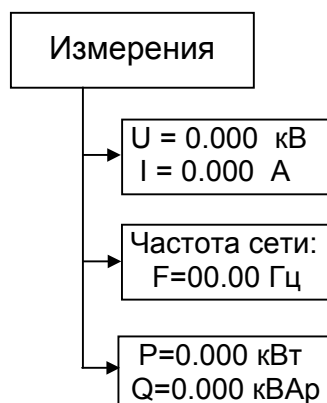 Измерения
U = 0.000 кВ
I = 0.000 А
Частота сети:
F=00.00 Гц
P=0.000 кВт
Q=0.000 кВАр